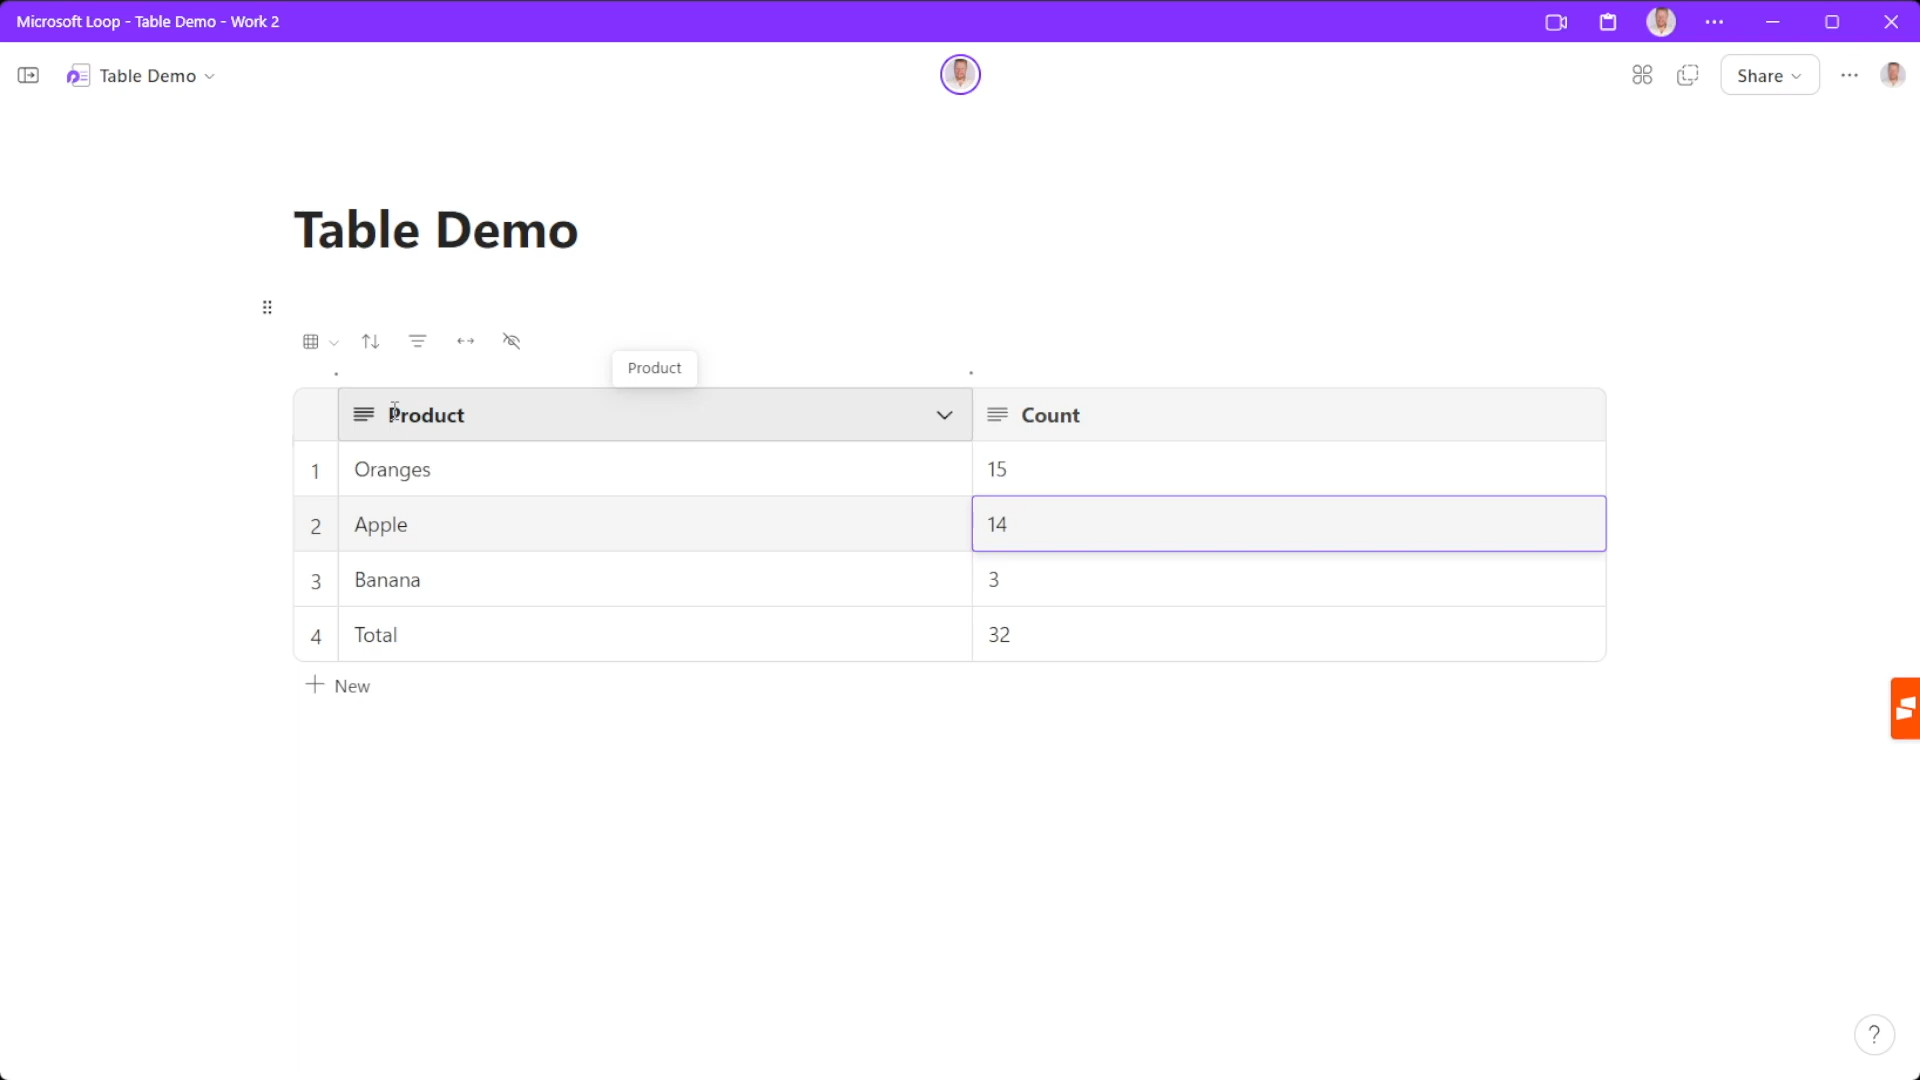 Microsoft Loop - Table Demo - Work 2
Table Demo
Share
Table Demo
Product
Product Count
1 Oranges 15
2 Apple 14
3 Banana 3
4 Total 32
+ New
?